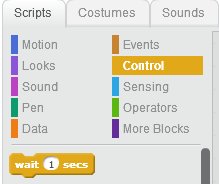 Scripts Costumes Sounds
Motion Events
Looks Control
Sound Sensing
Pen Operators
Data More Blocks
wait 1 secs